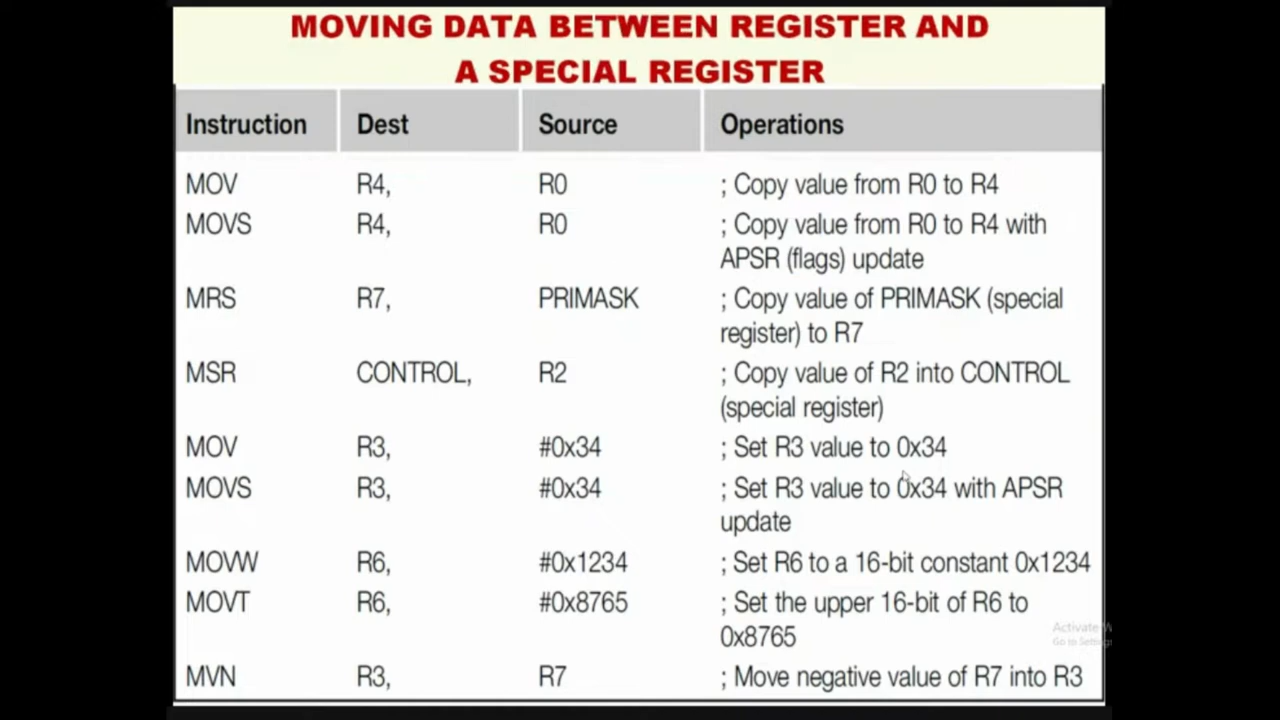 MOVING DATA BETWEEN REGISTER AND
A SPECIAL REGISTER
Instruction Dest Source Operations
MOV R4, R0 ; Copy value from R0 to R4
MOVS R4, R0 ; Copy value from R0 to R4 with
APSR (flags) update
MRS R7, PRIMASK ; Copy value of PRIMASK (special
register) to R7
MSR CONTROL, R2 ; Copy value of R2 into CONTROL
(special register)
MOV R3, #0x34 ; Set R3 value to 0x34
MOVS R3, #0x34 ; Set R3 value to 0x34 with APSR
update
MOVW R6, #0x1234 ; Set R6 to a 16-bit constant 0x1234
MOVT R6, #0x8765 ; Set the upper 16-bit of R6 to
0x8765
MVN R3, R7 ; Move negative value of R7 into R3
Activate W
Go to Setting